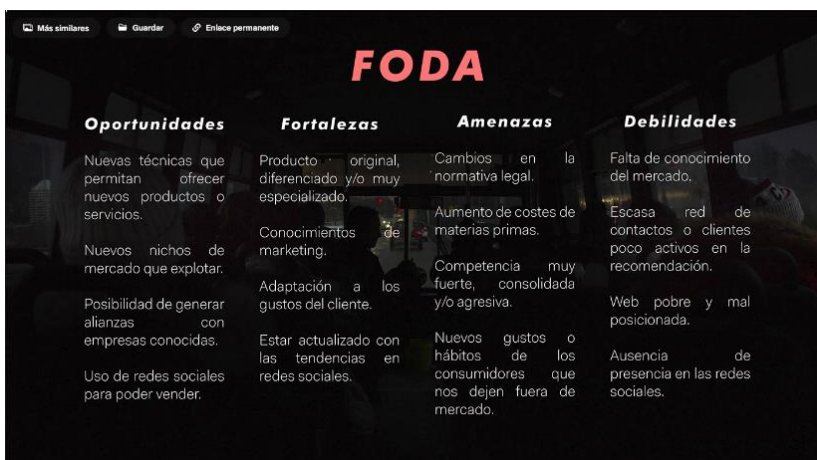 Más similares
Guardar
Enlace permanente
FODA
Oportunidades
Nuevas técnicas que
permitan ofrecer
nuevos productos o
servicios.
Nuevos nichos de
mercado que explotar.
Posibilidad de generar
alianzas con
empresas conocidas.
Uso de redes sociales
para poder vender.
Fortalezas
Producto original,
diferenciado y/o muy
especializado.
Conocimientos de
marketing.
Adaptación a los
gustos del cliente.
Estar actualizado con
las tendencias en
redes sociales.
Amenazas
Cambios en la
normativa legal.
Aumento de costes de
materias primas.
Competencia muy
fuerte, consolidada
y/o agresiva.
Nuevos gustos o
hábitos de los
consumidores que
nos dejen fuera de
mercado.
Debilidades
Falta de conocimiento
del mercado.
Escasa red de
contactos o clientes
poco activos en la
recomendación.
Web pobre y mal
posicionada.
Ausencia de
presencia en las redes
sociales.